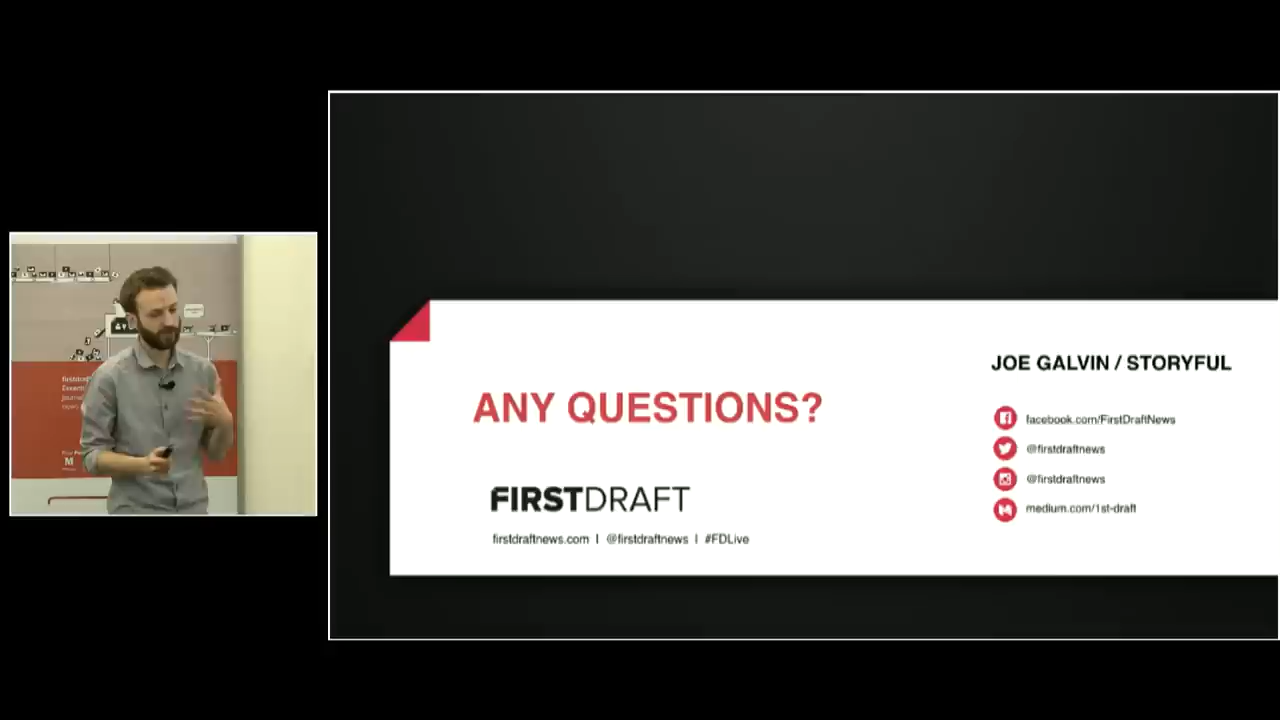 firstdraft
ANY QUESTIONS?
FIRSTDRAFT
firstdraftnews.com | @firstdraftnews | #FDLive
JOE GALVIN / STORYFUL
facebook.com/FirstDraftNews
@firstdraftnews
@firstdraftnews
medium.com/1st-draft